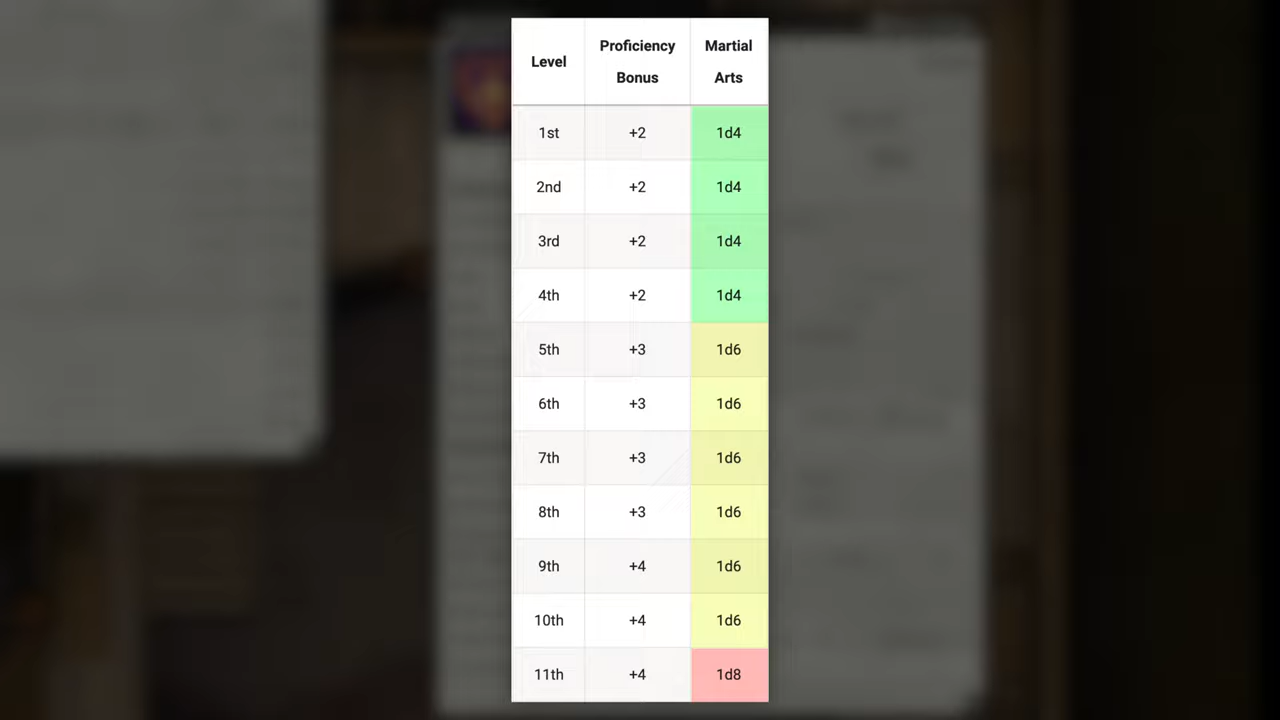 Level Proficiency Bonus Martial Arts
1st +2 1d4
2nd +2 1d4
3rd +2 1d4
4th +2 1d4
5th +3 1d6
6th +3 1d6
7th +3 1d6
8th +3 1d6
9th +4 1d6
10th +4 1d6
11th +4 1d8